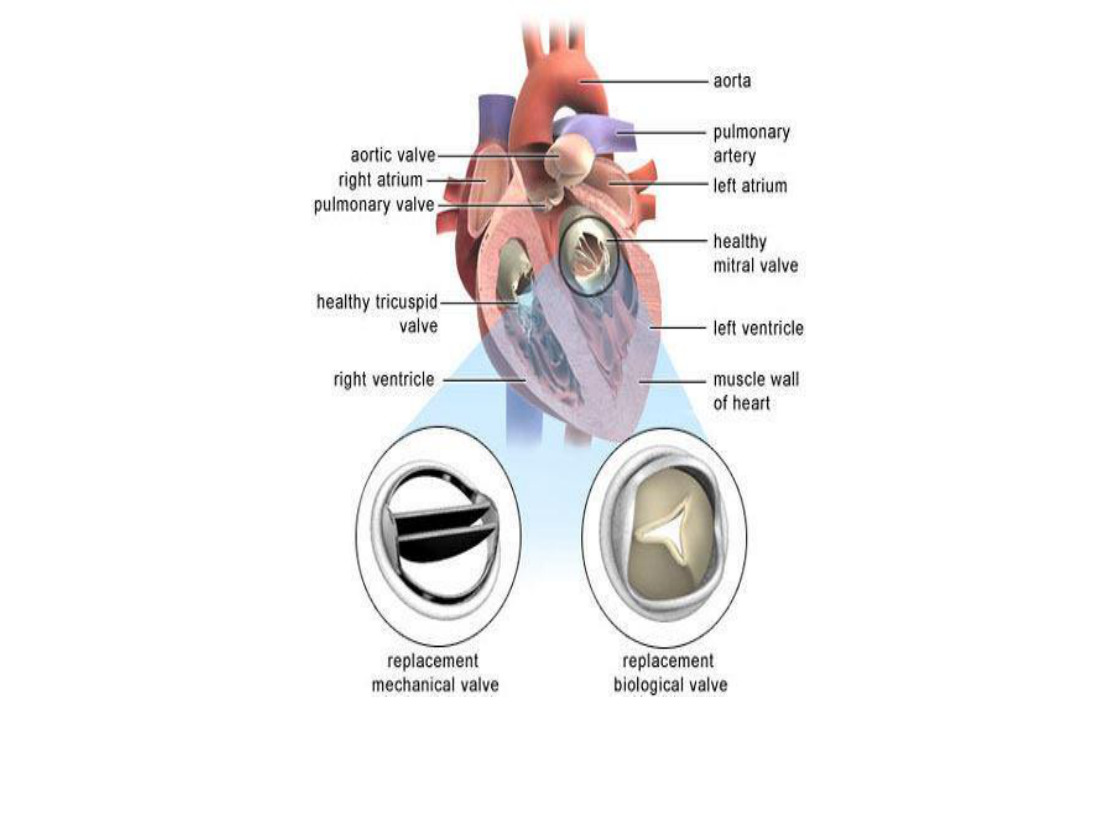 aorta
pulmonary
artery
aortic valve
right atrium
left atrium
pulmonary valve
healthy
mitral valve
healthy tricuspid
valve
left ventricle
right ventricle
muscle wall
of heart
replacement
mechanical valve
replacement
biological valve